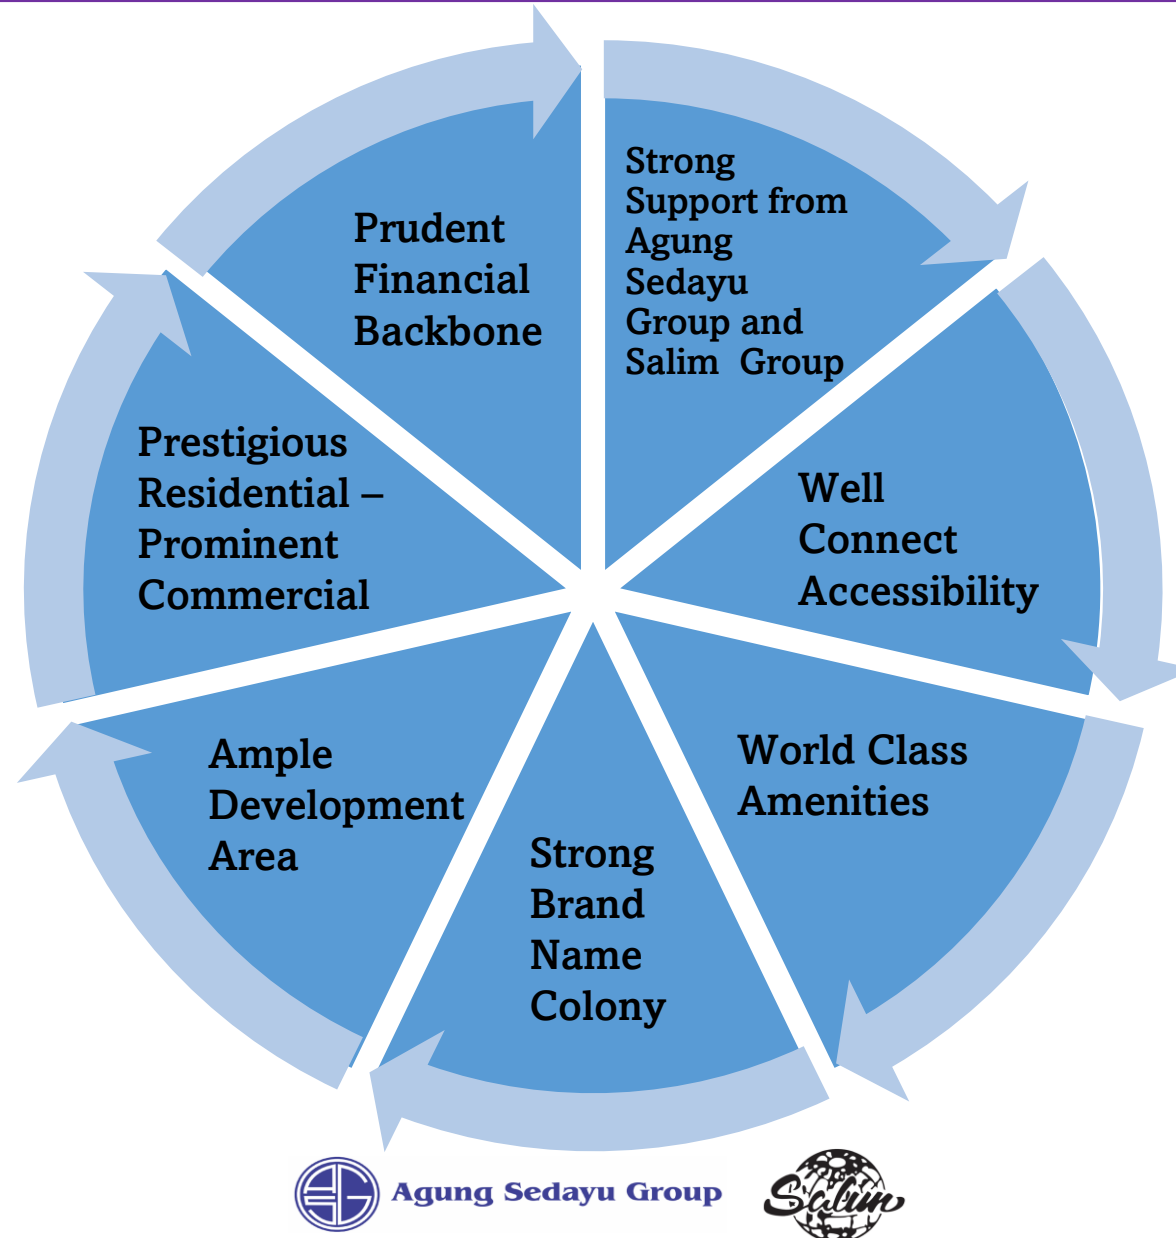 Strong
Support from
Agung
Sedayu
Group and
Salim  Group
Well
Connect
Accessibility
World Class
Amenities
Strong
Brand
Name
Colony
Ample
Development
Area
Prestigious
Residential –
Prominent
Commercial
Prudent
Financial
Backbone
Agung Sedayu Group
Salim